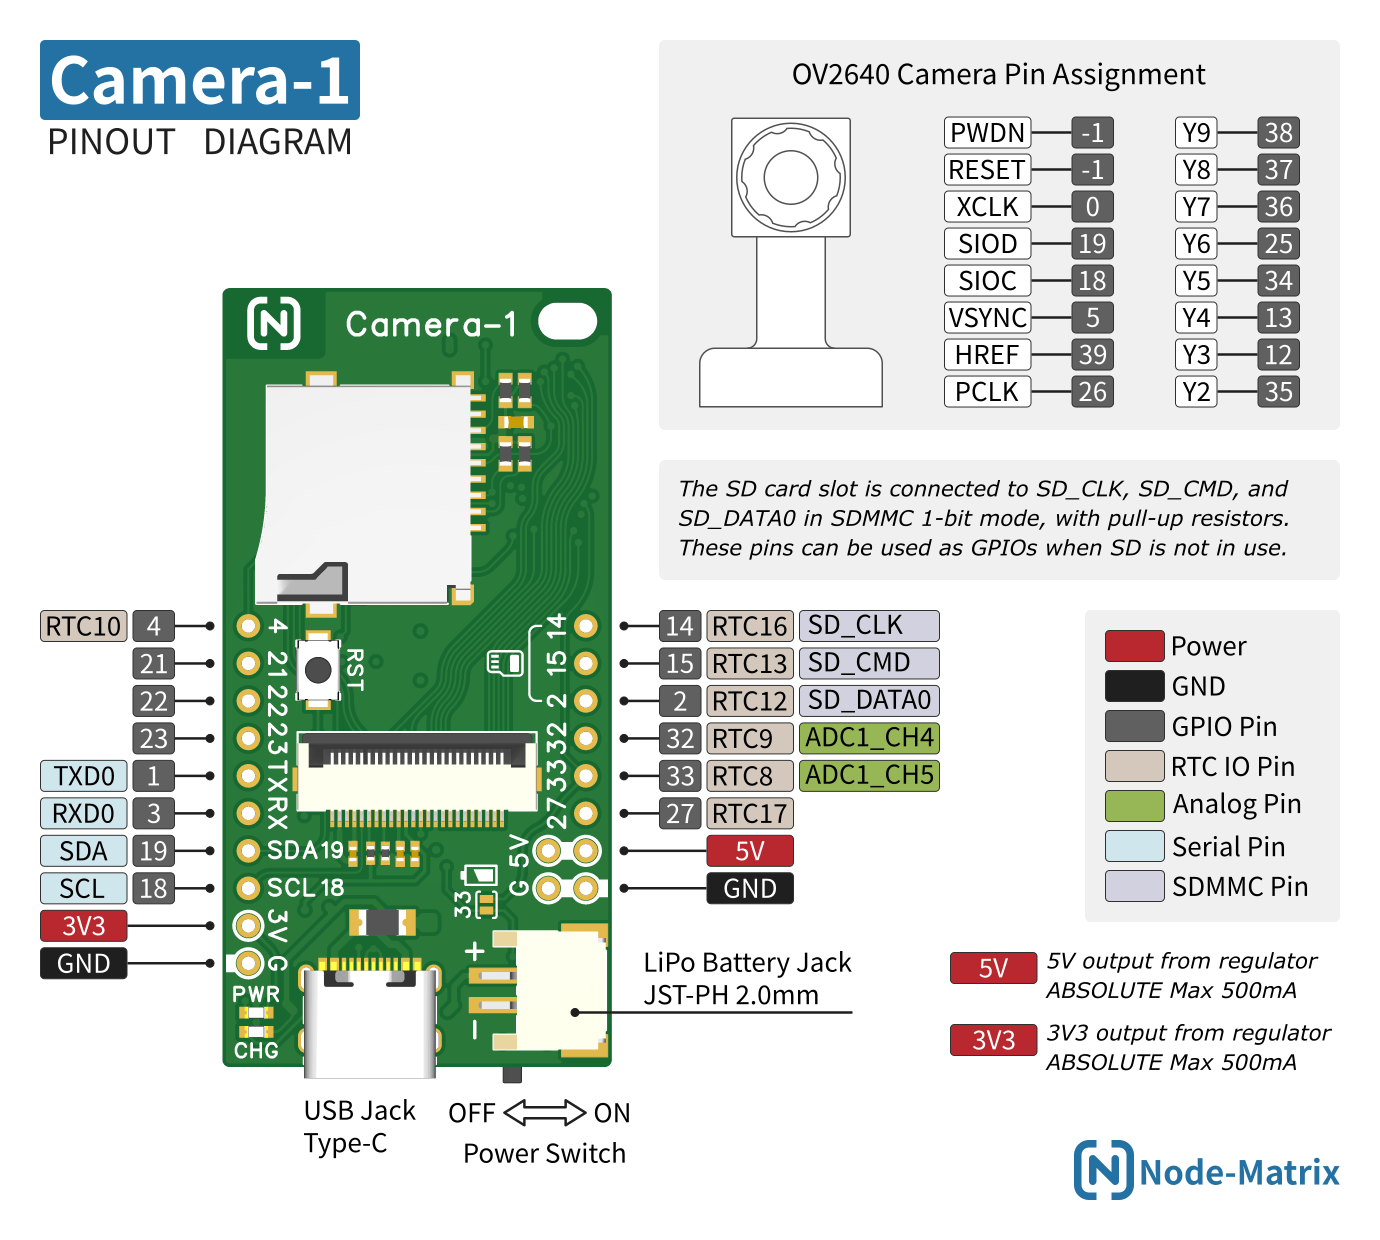 Camera-1
PINOUT DIAGRAM
OV2640 Camera Pin Assignment
PWDN -1 Y9 38
RESET -1 Y8 37
XCLK 0 Y7 36
SIOD 19 Y6 25
SIOC 18 Y5 34
VSYNC 5 Y4 13
HREF 39 Y3 12
PCLK 26 Y2 35
The SD card slot is connected to SD_CLK, SD_CMD, and
SD_DATA0 in SDMMC 1-bit mode, with pull-up resistors.
These pins can be used as GPIOs when SD is not in use.
N Camera-1
RTC10 4
21
22
23
TXD0 1
RXD0 3
SDA 19
SCL 18
3V3
GND
4
21
22
23
TX
RX
SDA19
SCL18
3V
G
RST
14
15
2
32
33
27
5V
G
33
+
-
PWR
CHG
14 RTC16 SD_CLK
15 RTC13 SD_CMD
2 RTC12 SD_DATA0
32 RTC9 ADC1_CH4
33 RTC8 ADC1_CH5
27 RTC17
5V
GND
Power
GND
GPIO Pin
RTC IO Pin
Analog Pin
Serial Pin
SDMMC Pin
LiPo Battery Jack
JST-PH 2.0mm
5V 5V output from regulator
ABSOLUTE Max 500mA
3V3 3V3 output from regulator
ABSOLUTE Max 500mA
USB Jack
Type-C
OFF ON
Power Switch
N Node-Matrix